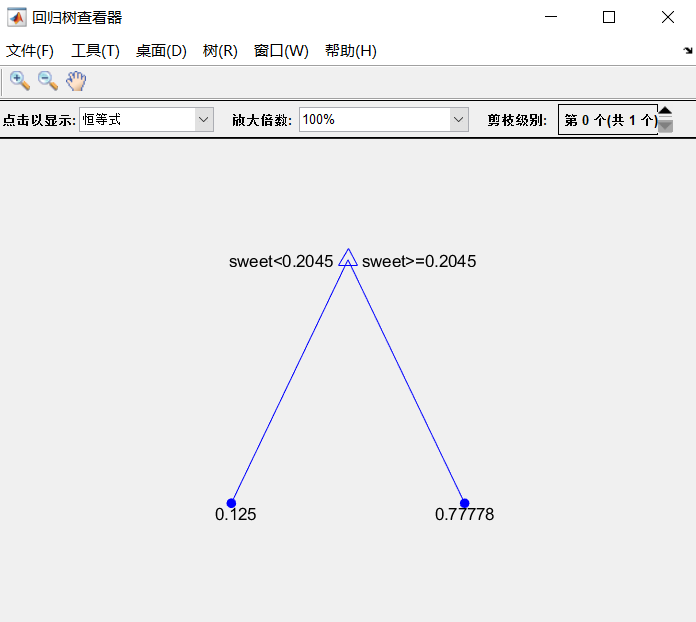 回归树查看器
文件(F) 工具(T) 桌面(D) 树(R) 窗口(W) 帮助(H)
点击以显示: 恒等式 放大倍数: 100% 剪枝级别: 第 0 个(共 1 个)
sweet<0.2045 sweet>=0.2045
0.125 0.77778